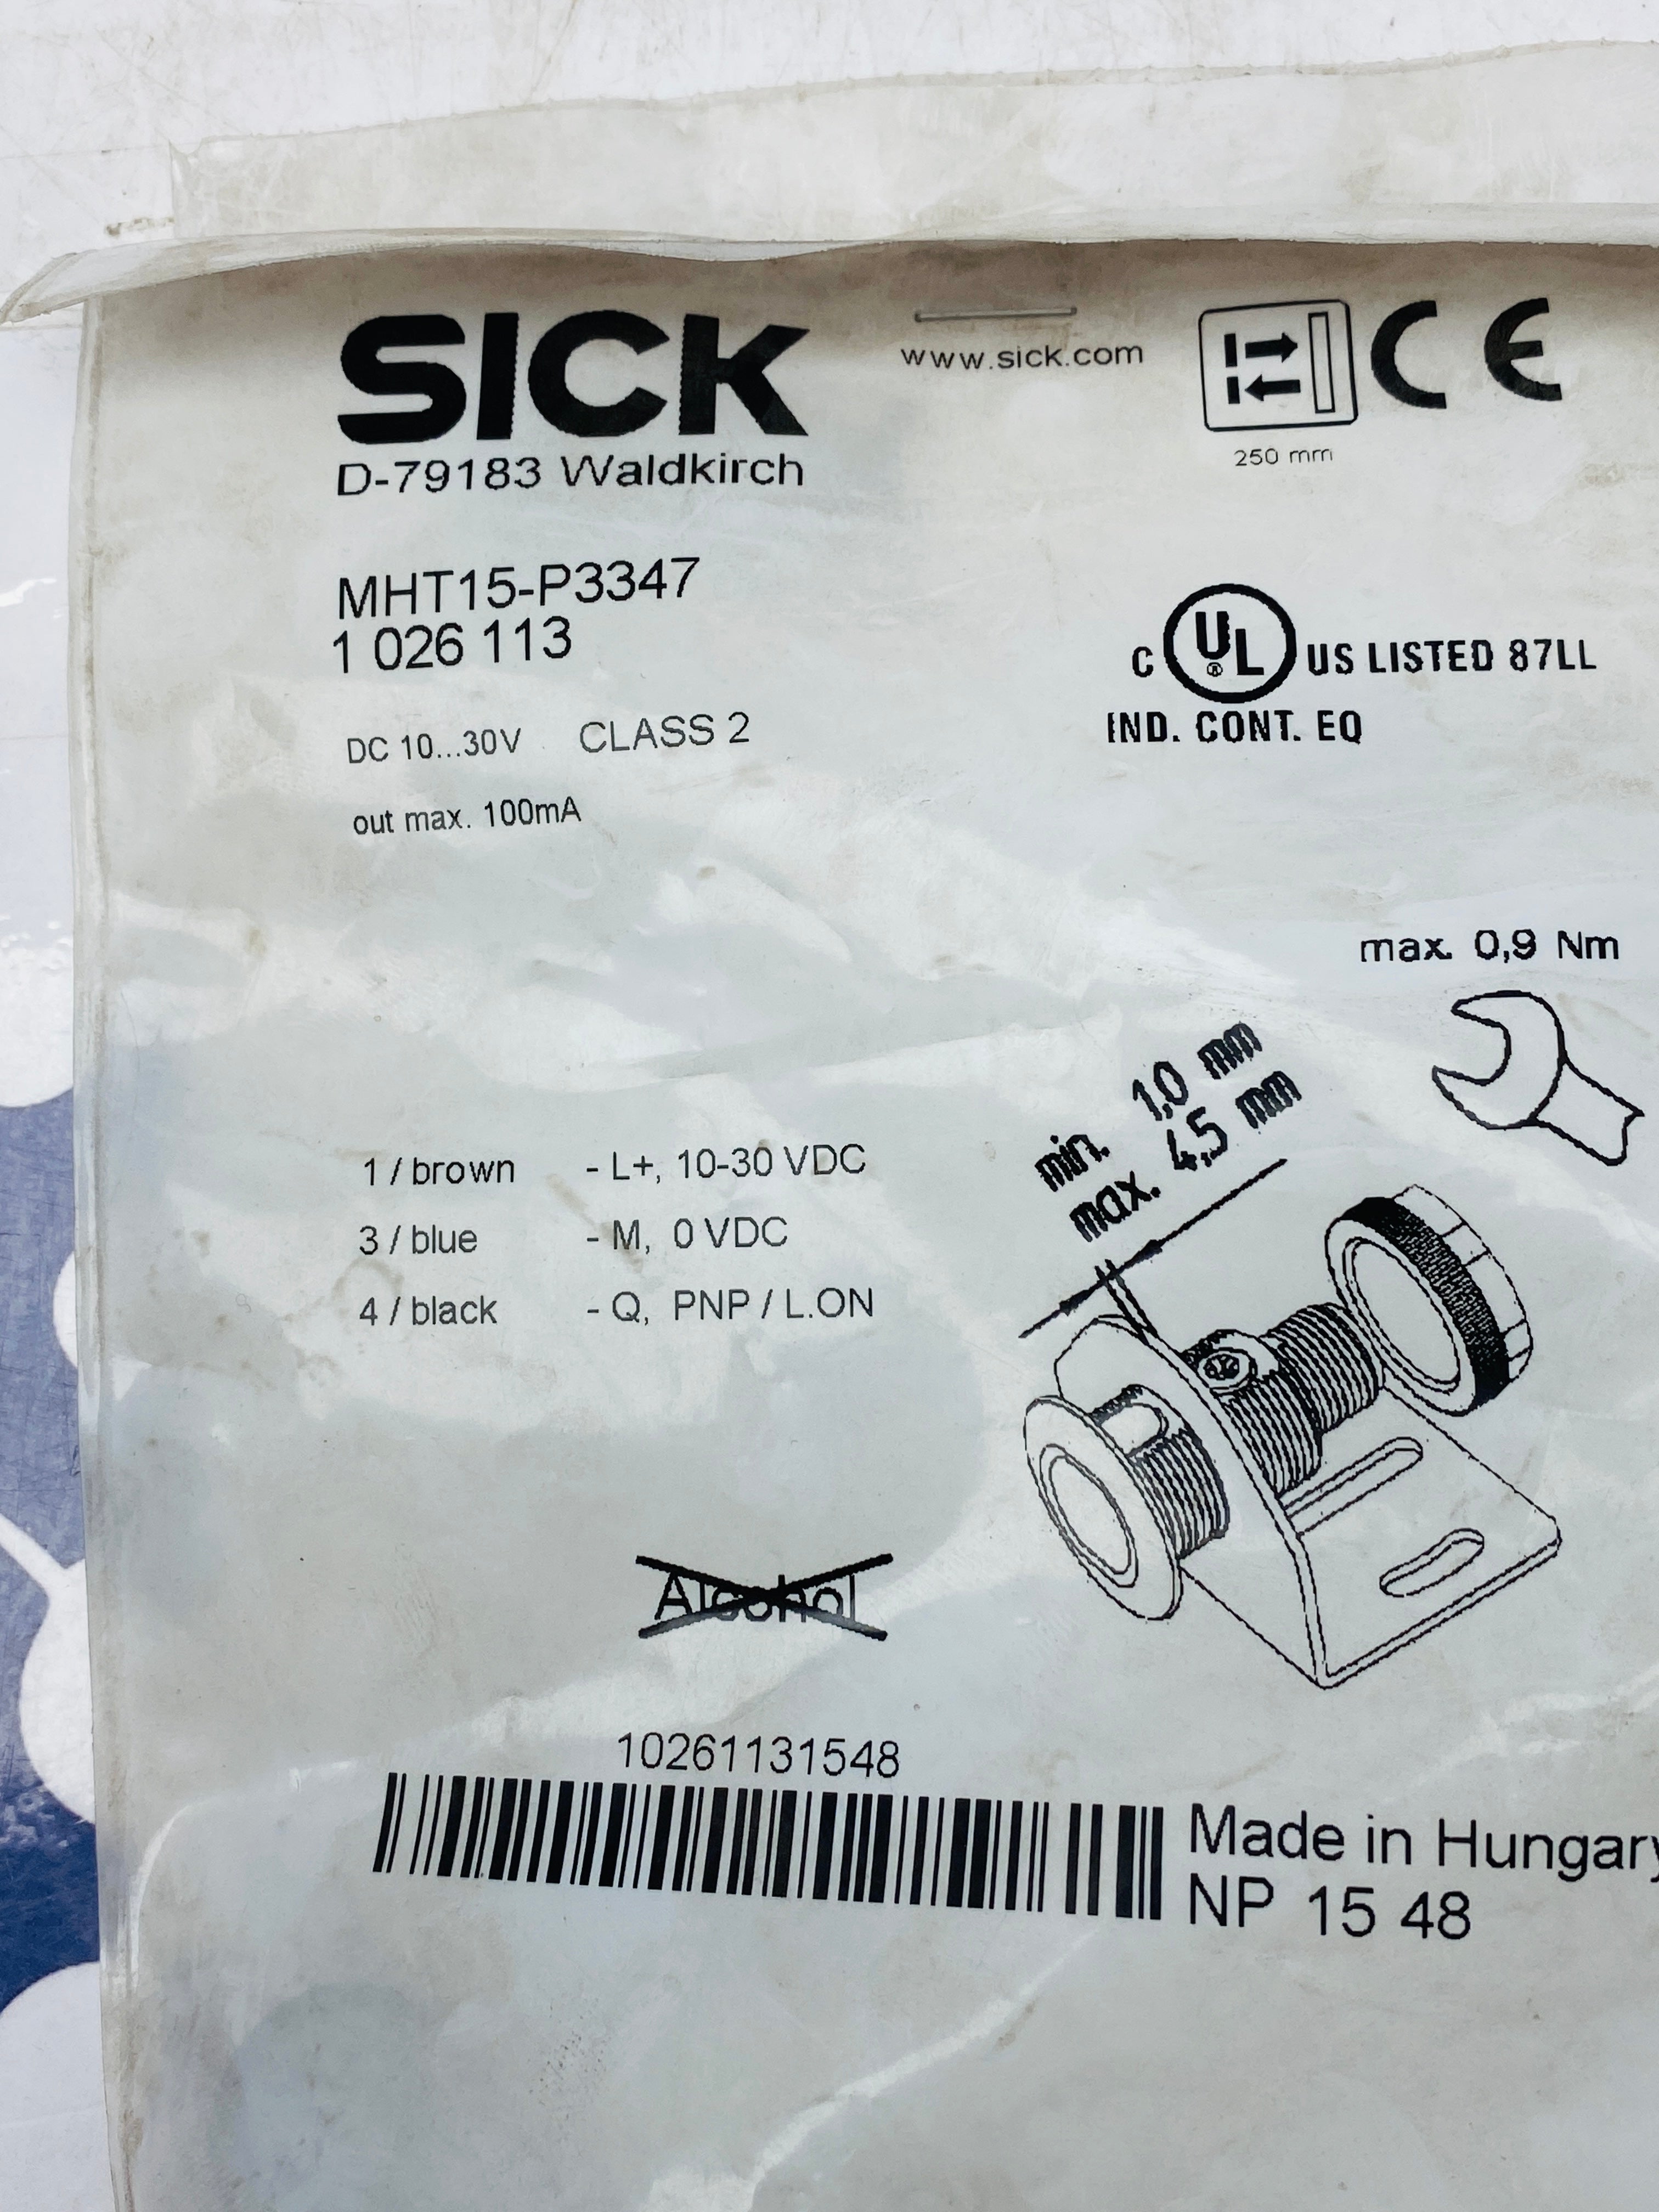 SICK
www.sick.com
CE
D-79183 Waldkirch
250 mm
MHT15-P3347
1 026 113
C UL ® US LISTED 87LL
IND. CONT. EQ
DC 10...30V CLASS 2
out max. 100mA
max. 0,9 Nm
min. 1,0 mm
max. 4,5 mm
1 / brown - L+, 10-30 VDC
3 / blue - M, 0 VDC
4 / black - Q, PNP / L.ON
Alcohol
10261131548
Made in Hungary
NP 15 48